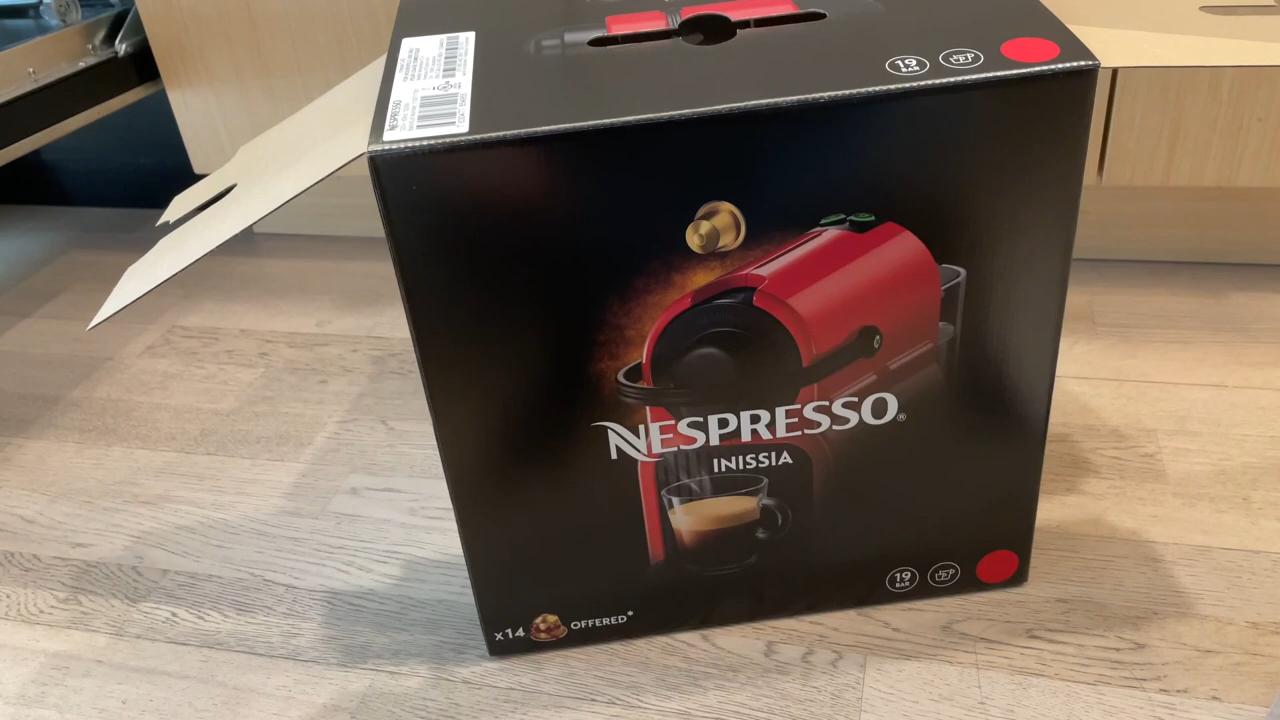 NESPRESSO
19
BAR
NESPRESSO®
INISSIA
19
BAR
x14 OFFERED*